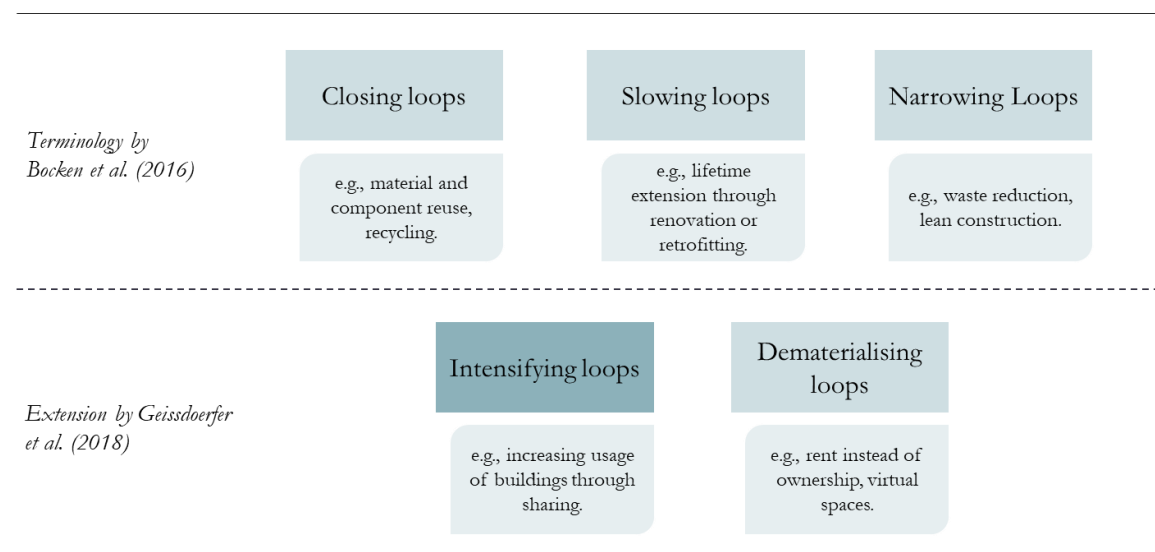 Closing loops
Slowing loops
Narrowing Loops
Terminology by
Bocken et al. (2016)
e.g., material and
component reuse,
recycling.
e.g., lifetime
extension through
renovation or
retrofitting.
e.g., waste reduction,
lean construction.
Intensifying loops
Dematerialising
loops
Extension by Geissdoerfer
et al. (2018)
e.g., increasing usage
of buildings through
sharing.
e.g., rent instead of
ownership, virtual
spaces.